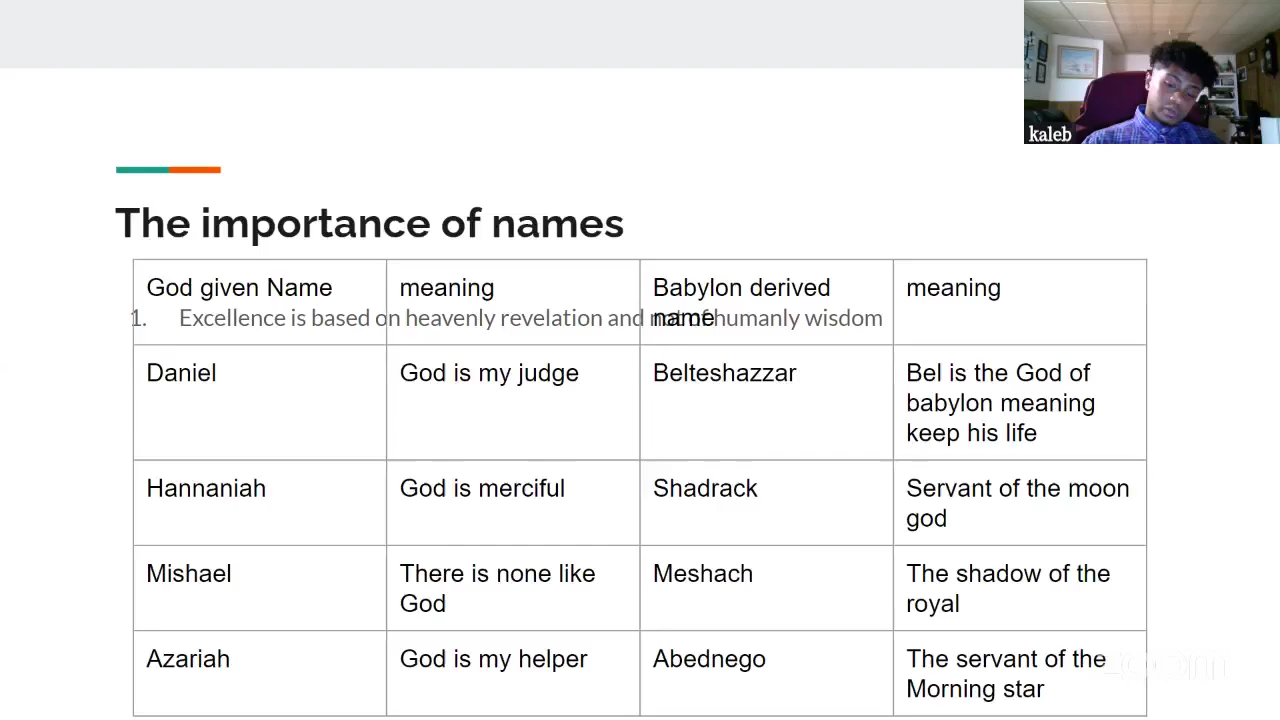 kaleb
The importance of names
God given Name
meaning
Babylon derived
name
meaning
1. Excellence is based on heavenly revelation and not of humanly wisdom
Daniel
God is my judge
Belteshazzar
Bel is the God of
babylon meaning
keep his life
Hannaniah
God is merciful
Shadrack
Servant of the moon
god
Mishael
There is none like
God
Meshach
The shadow of the
royal
Azariah
God is my helper
Abednego
The servant of the
Morning star